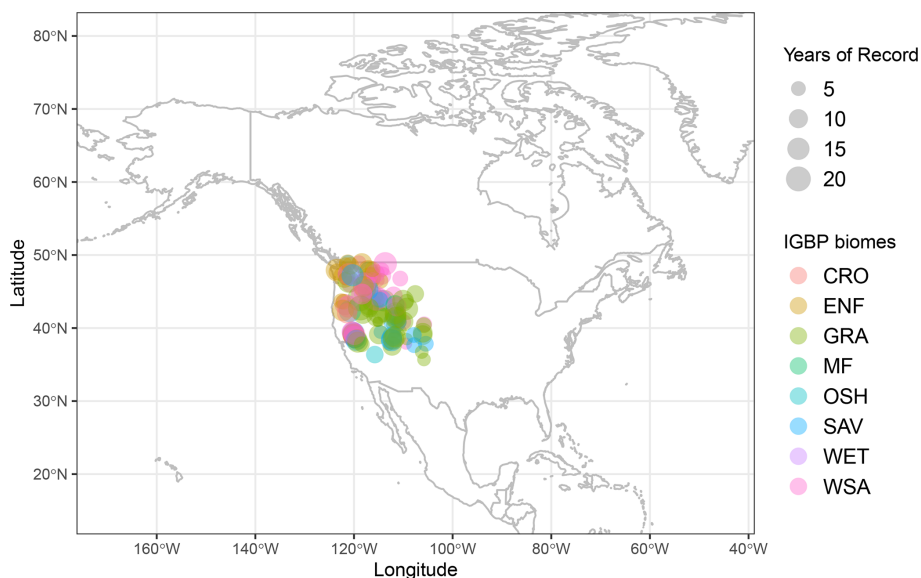 80°N
70°N
60°N
50°N
40°N
30°N
20°N
Latitude
160°W
140°W
120°W
100°W
80°W
60°W
40°W
Longitude
Years of Record
5
10
15
20
IGBP biomes
CRO
ENF
GRA
MF
OSH
SAV
WET
WSA